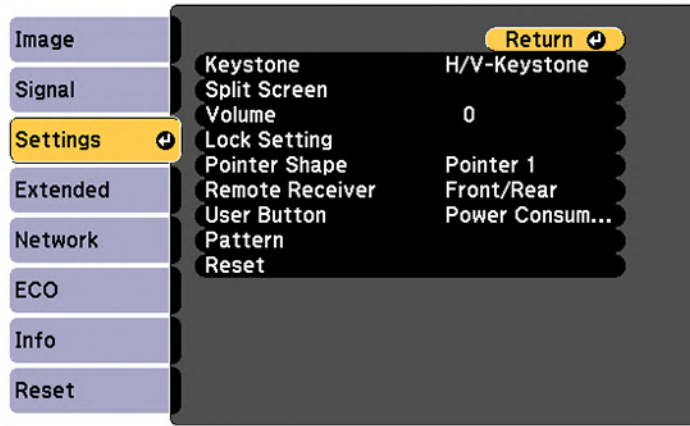 Image
Signal
Settings
Extended
Network
ECO
Info
Reset
Return
Keystone H/V-Keystone
Split Screen
Volume 0
Lock Setting
Pointer Shape Pointer 1
Remote Receiver Front/Rear
User Button Power Consum...
Pattern
Reset